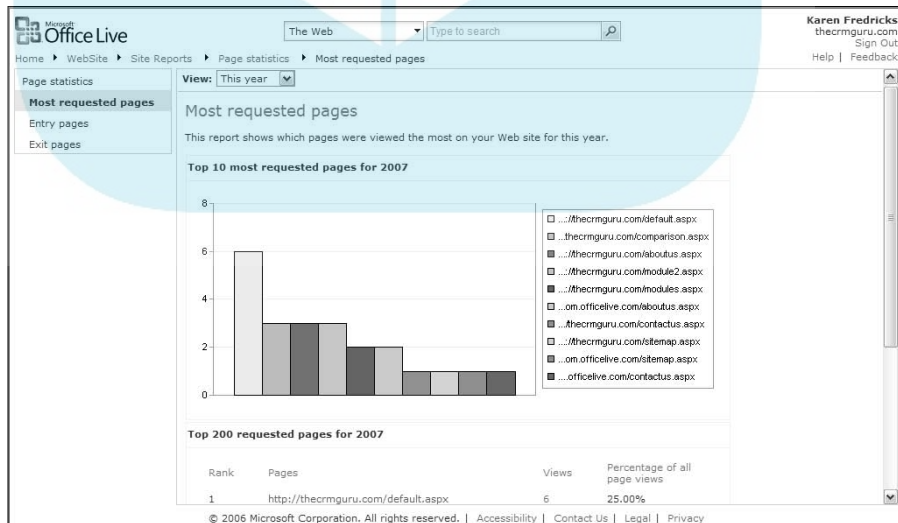 Microsoft
Office Live
The Web
Type to search
Karen Fredricks
thecrmguru.com
Sign Out
Help | Feedback
Home ▸ WebSite ▸ Site Reports ▸ Page statistics ▸ Most requested pages
Page statistics
Most requested pages
Entry pages
Exit pages
View: This year
Most requested pages
This report shows which pages were viewed the most on your Web site for this year.
Top 10 most requested pages for 2007
8
6
4
2
0
...://thecrmguru.com/default.aspx
...thecrmguru.com/comparison.aspx
...://thecrmguru.com/aboutus.aspx
...://thecrmguru.com/module2.aspx
...://thecrmguru.com/modules.aspx
...om.officelive.com/aboutus.aspx
.../thecrmguru.com/contactus.aspx
...://thecrmguru.com/sitemap.aspx
...om.officelive.com/sitemap.aspx
....officelive.com/contactus.aspx
Top 200 requested pages for 2007
Rank Pages Views Percentage of all page views
1 http://thecrmguru.com/default.aspx 6 25.00%
© 2006 Microsoft Corporation. All rights reserved. | Accessibility | Contact Us | Legal | Privacy